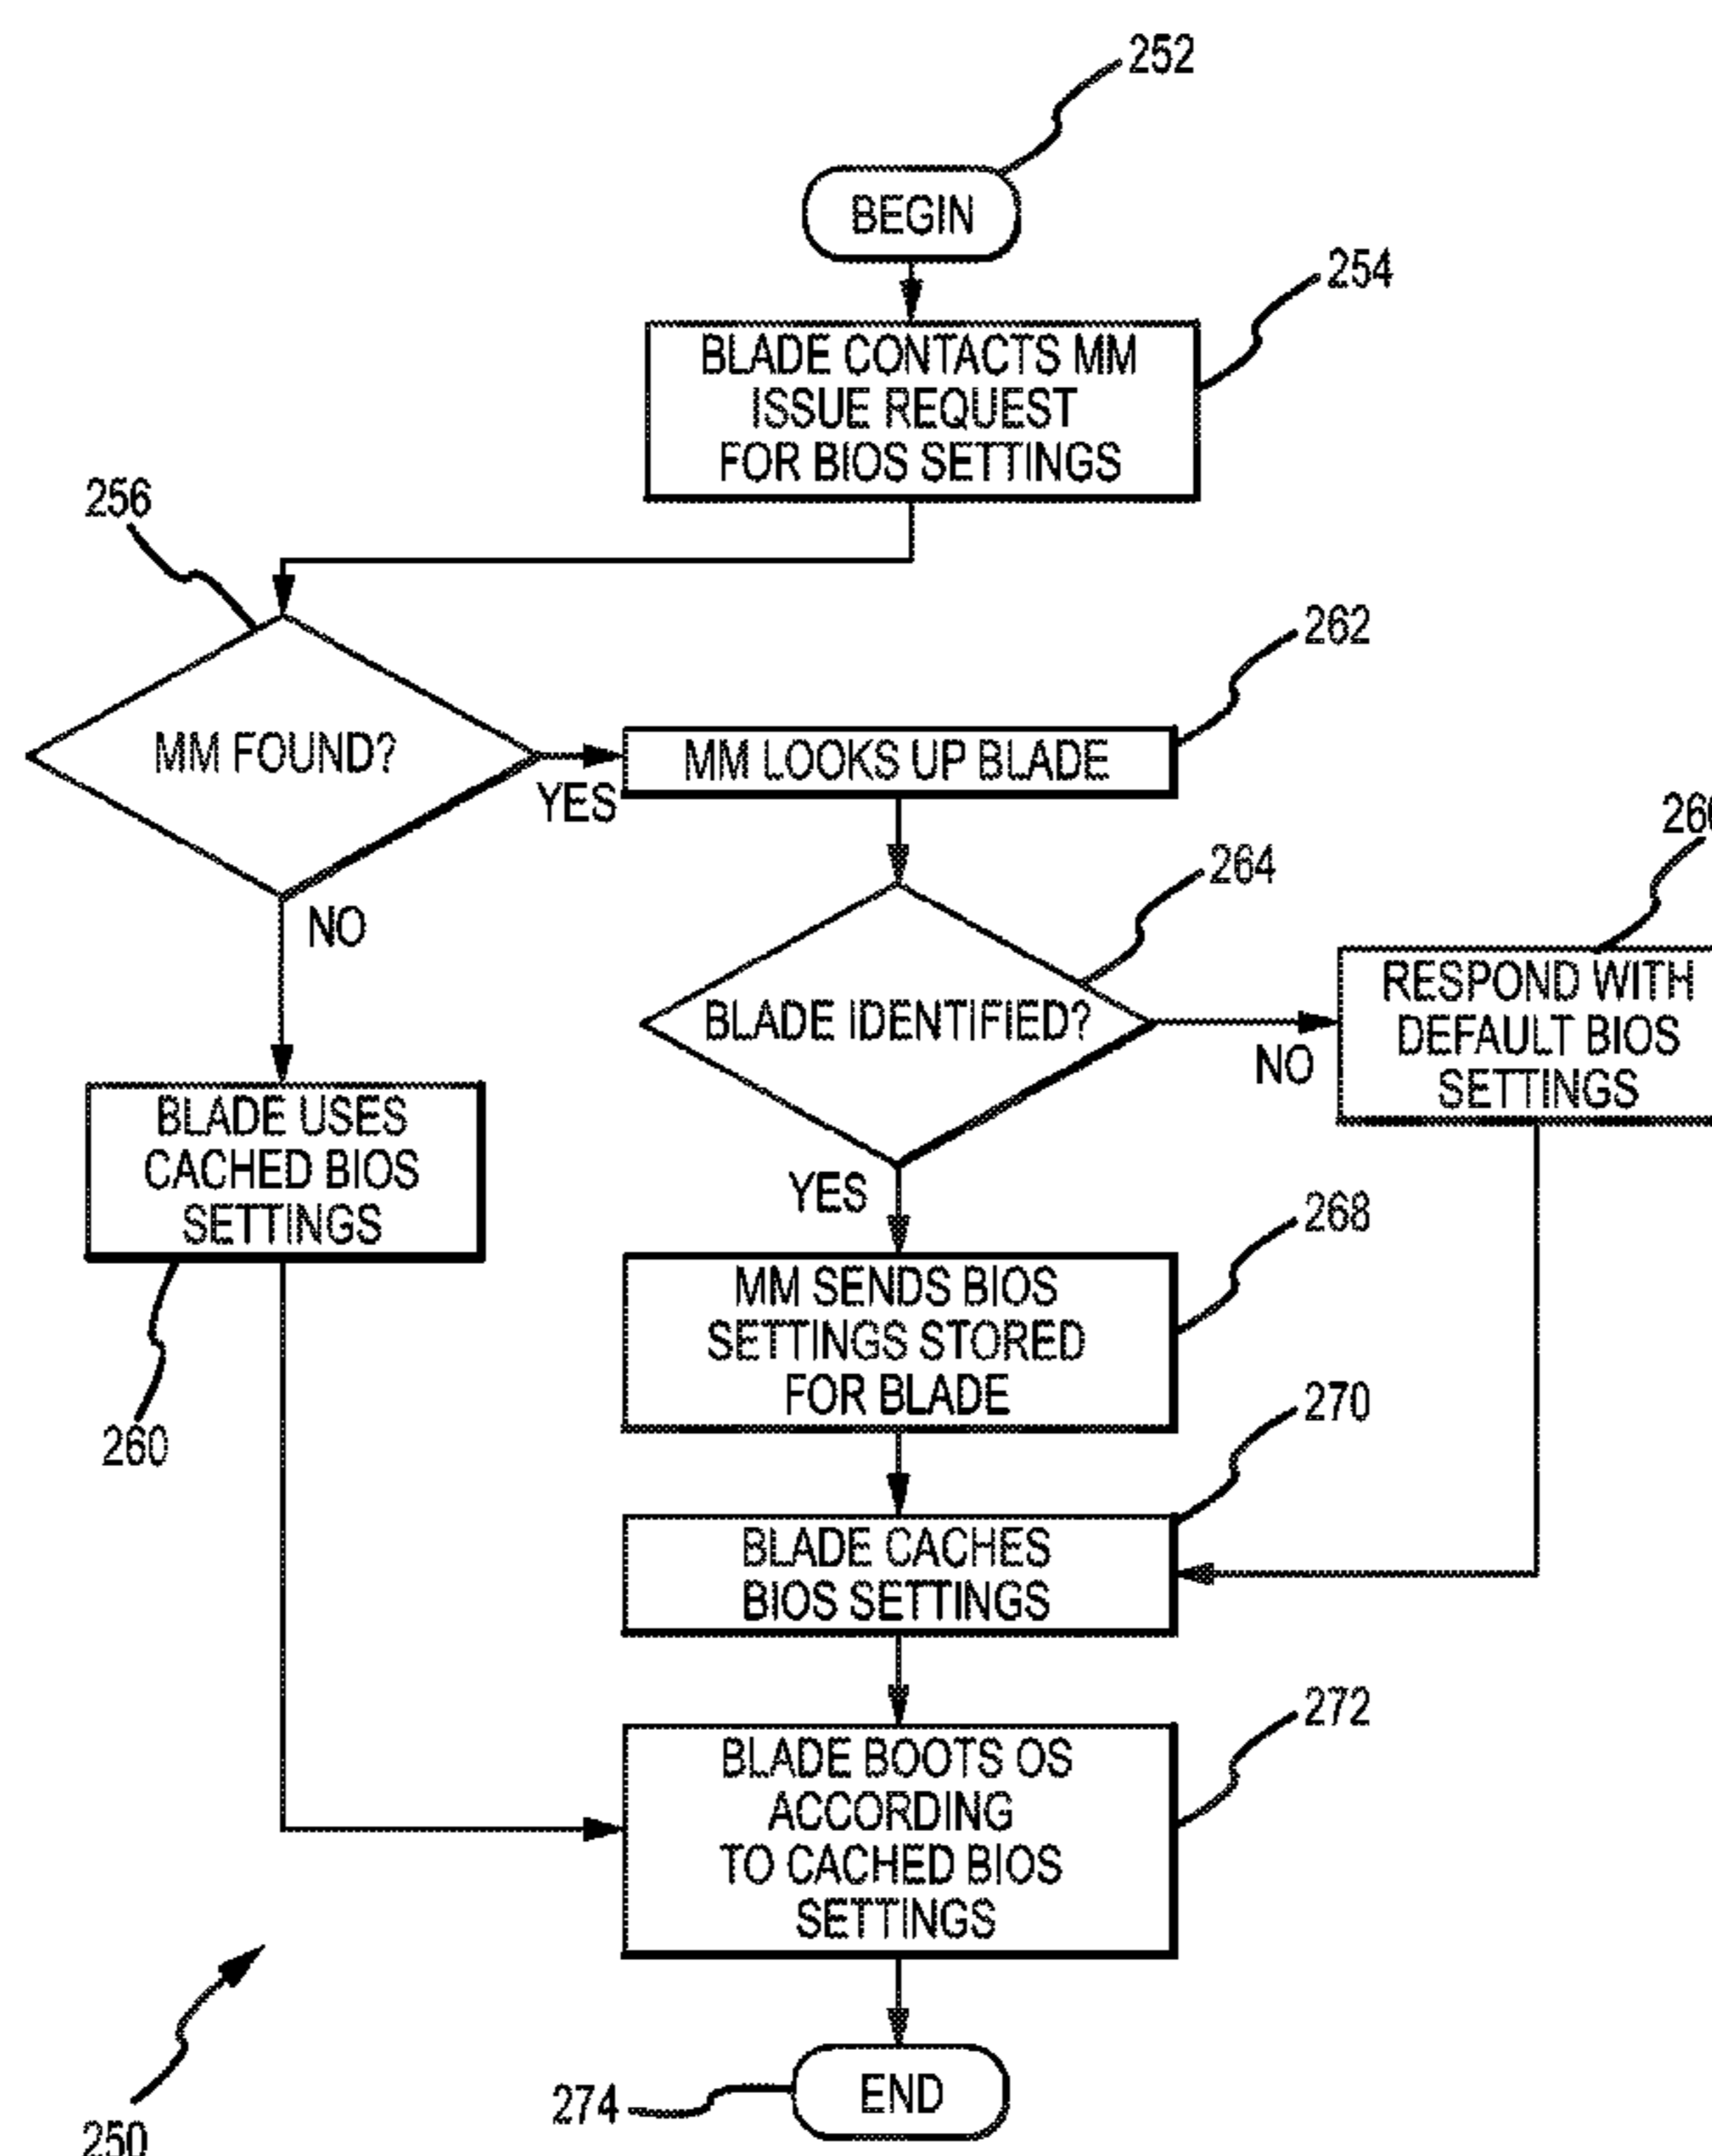 252
BEGIN
254
BLADE CONTACTS MM
ISSUE REQUEST
FOR BIOS SETTINGS
256
MM FOUND?
YES
NO
262
MM LOOKS UP BLADE
264
BLADE IDENTIFIED?
NO
YES
RESPOND WITH
DEFAULT BIOS
SETTINGS
BLADE USES
CACHED BIOS
SETTINGS
260
268
MM SENDS BIOS
SETTINGS STORED
FOR BLADE
270
BLADE CACHES
BIOS SETTINGS
272
BLADE BOOTS OS
ACCORDING
TO CACHED BIOS
SETTINGS
274
END
250